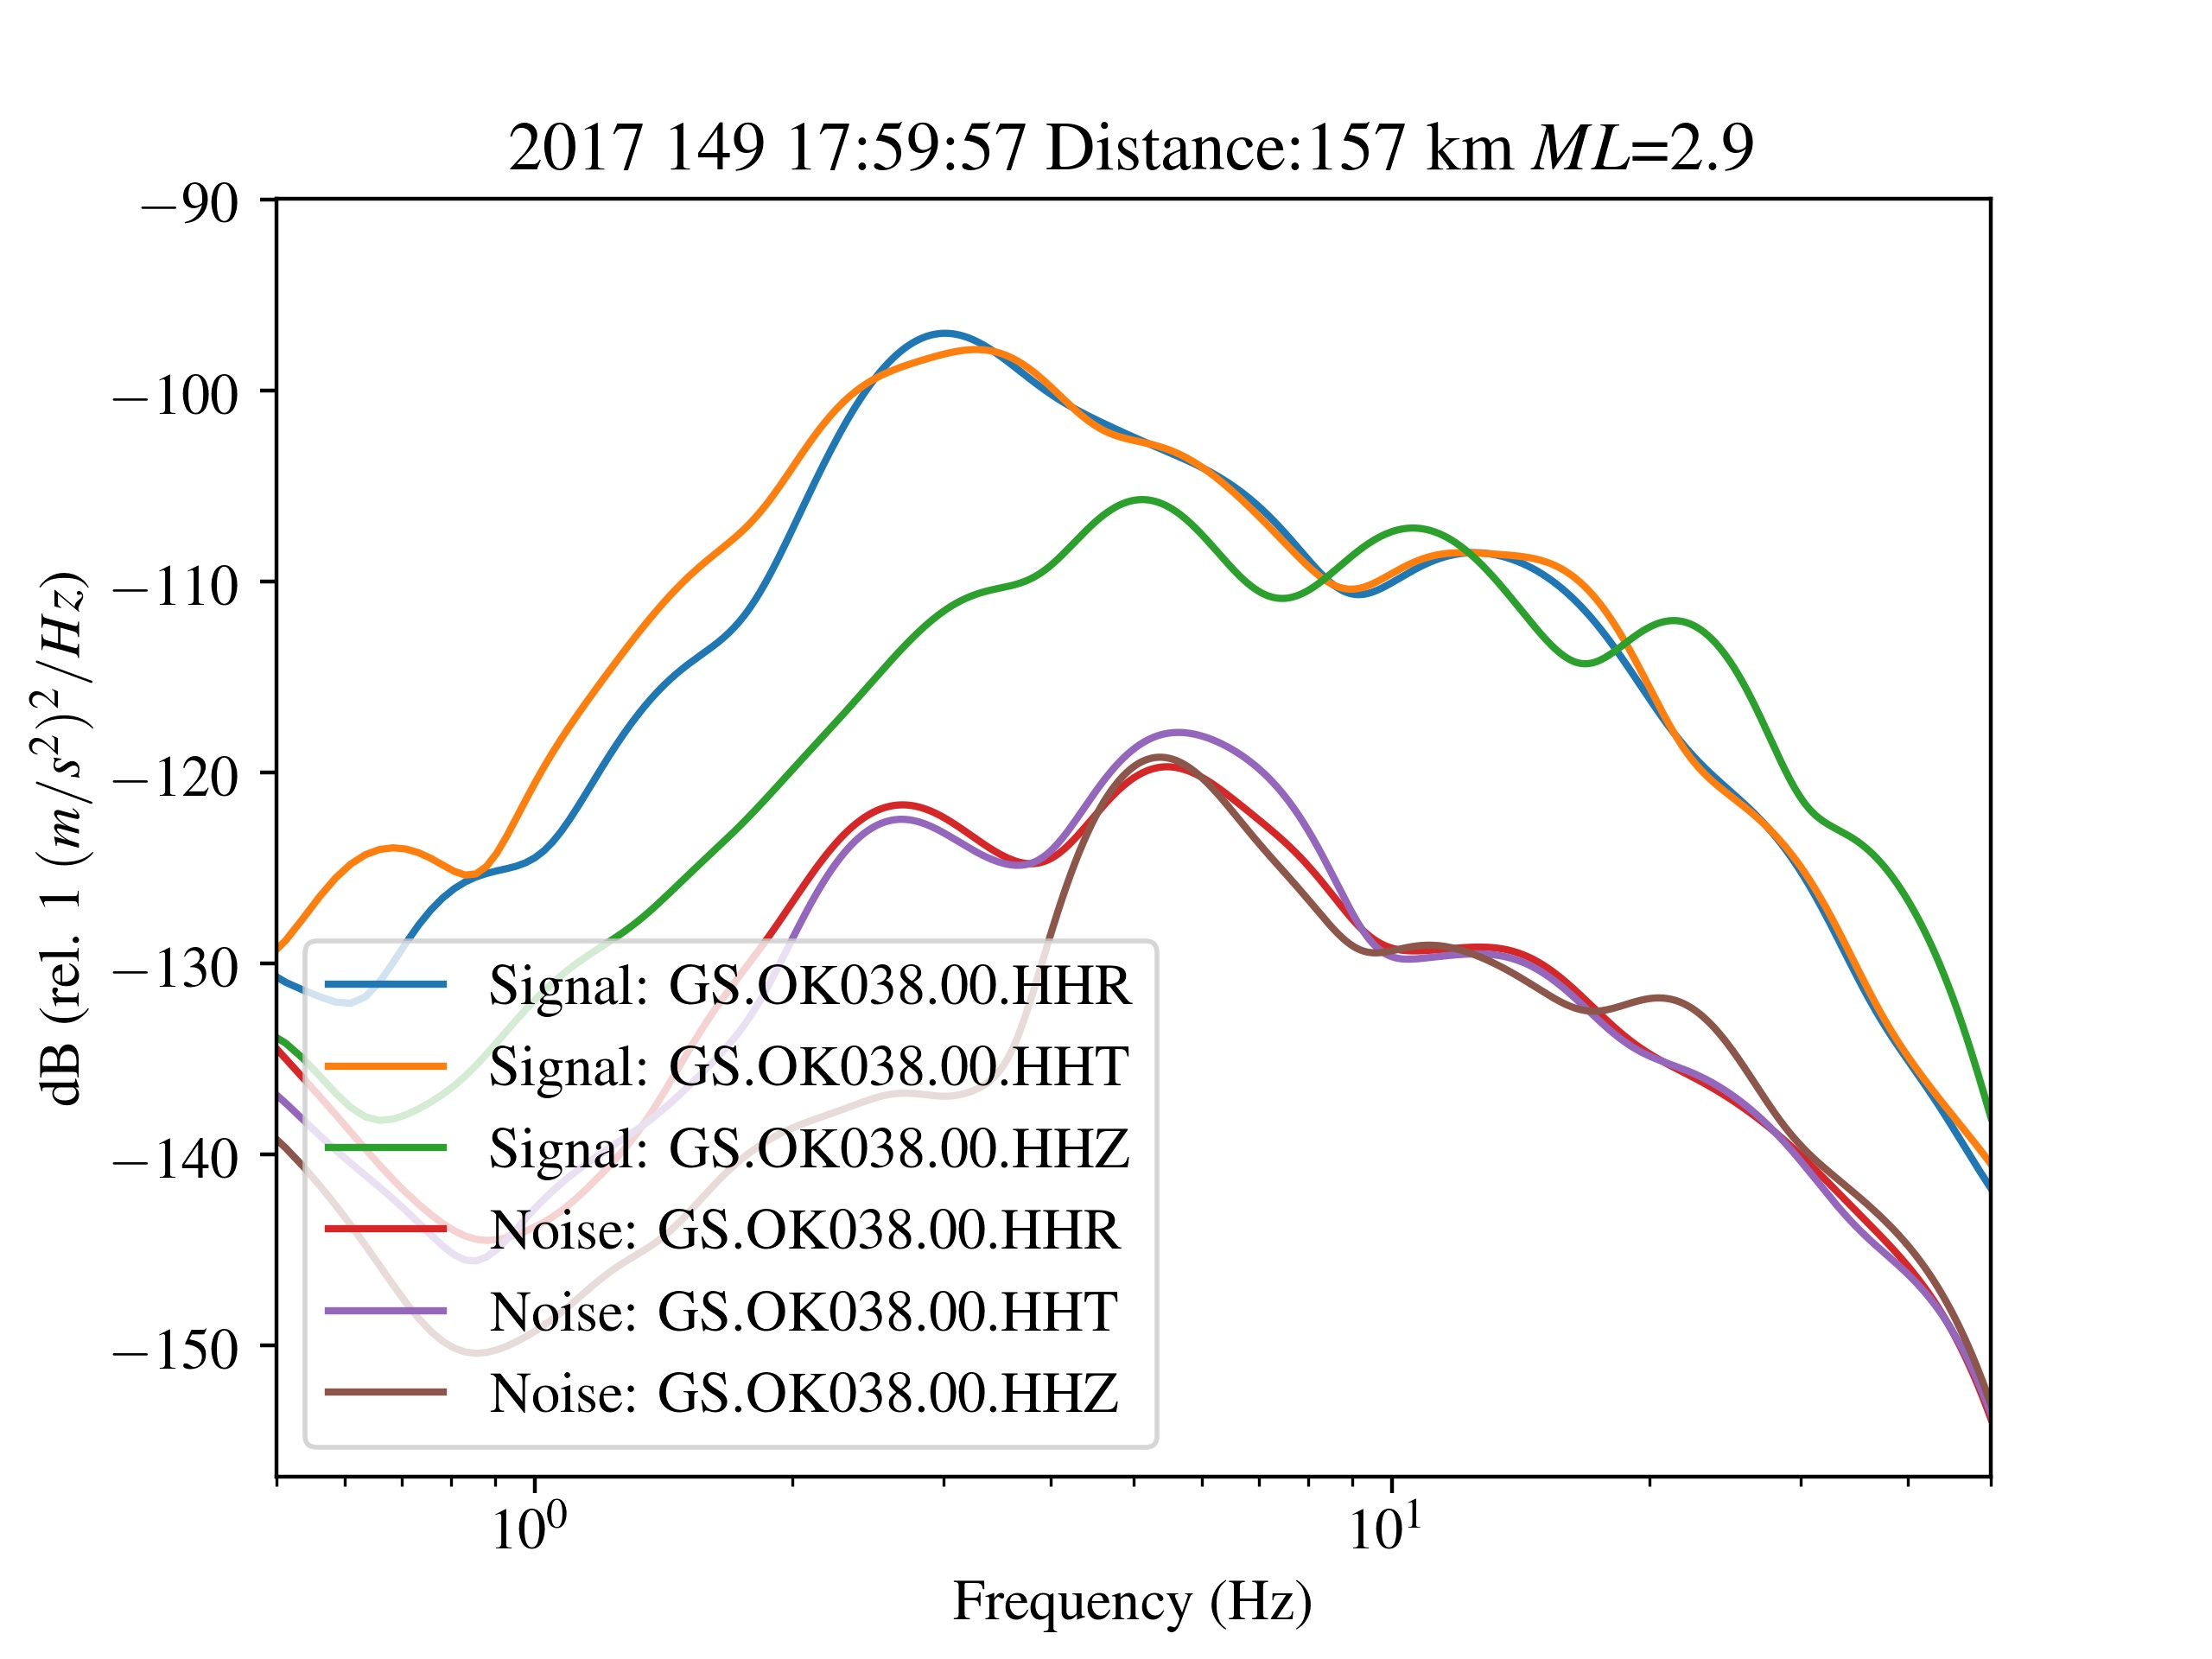 2017 149 17:59:57 Distance:157 km ML=2.9
−90
−100
−110
−120
−130
−140
−150
dB (rel. 1 (m/s²)²/Hz)
Signal: GS.OK038.00.HHR
Signal: GS.OK038.00.HHT
Signal: GS.OK038.00.HHZ
Noise: GS.OK038.00.HHR
Noise: GS.OK038.00.HHT
Noise: GS.OK038.00.HHZ
10⁰ 10¹
Frequency (Hz)